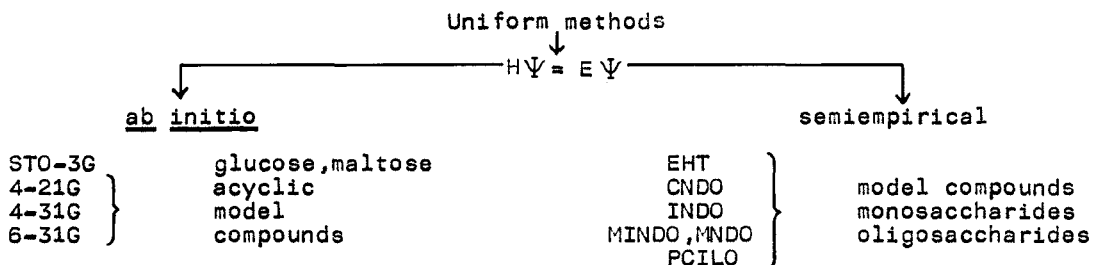 Uniform methods
HΨ = EΨ
ab initio semiempirical
STO-3G glucose,maltose EHT
4-21G acyclic CNDO model compounds
4-31G model INDO monosaccharides
6-31G compounds MINDO,MNDO oligosaccharides
PCILO